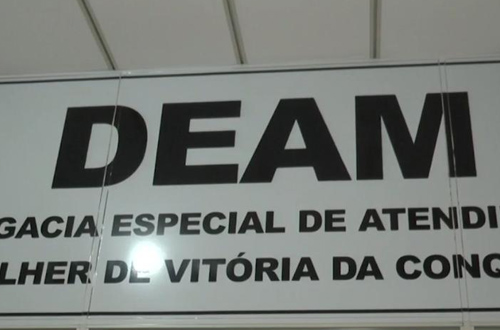 DEAM
GACIA ESPECIAL DE ATENDI
LHER DE VITÓRIA DA CONQ